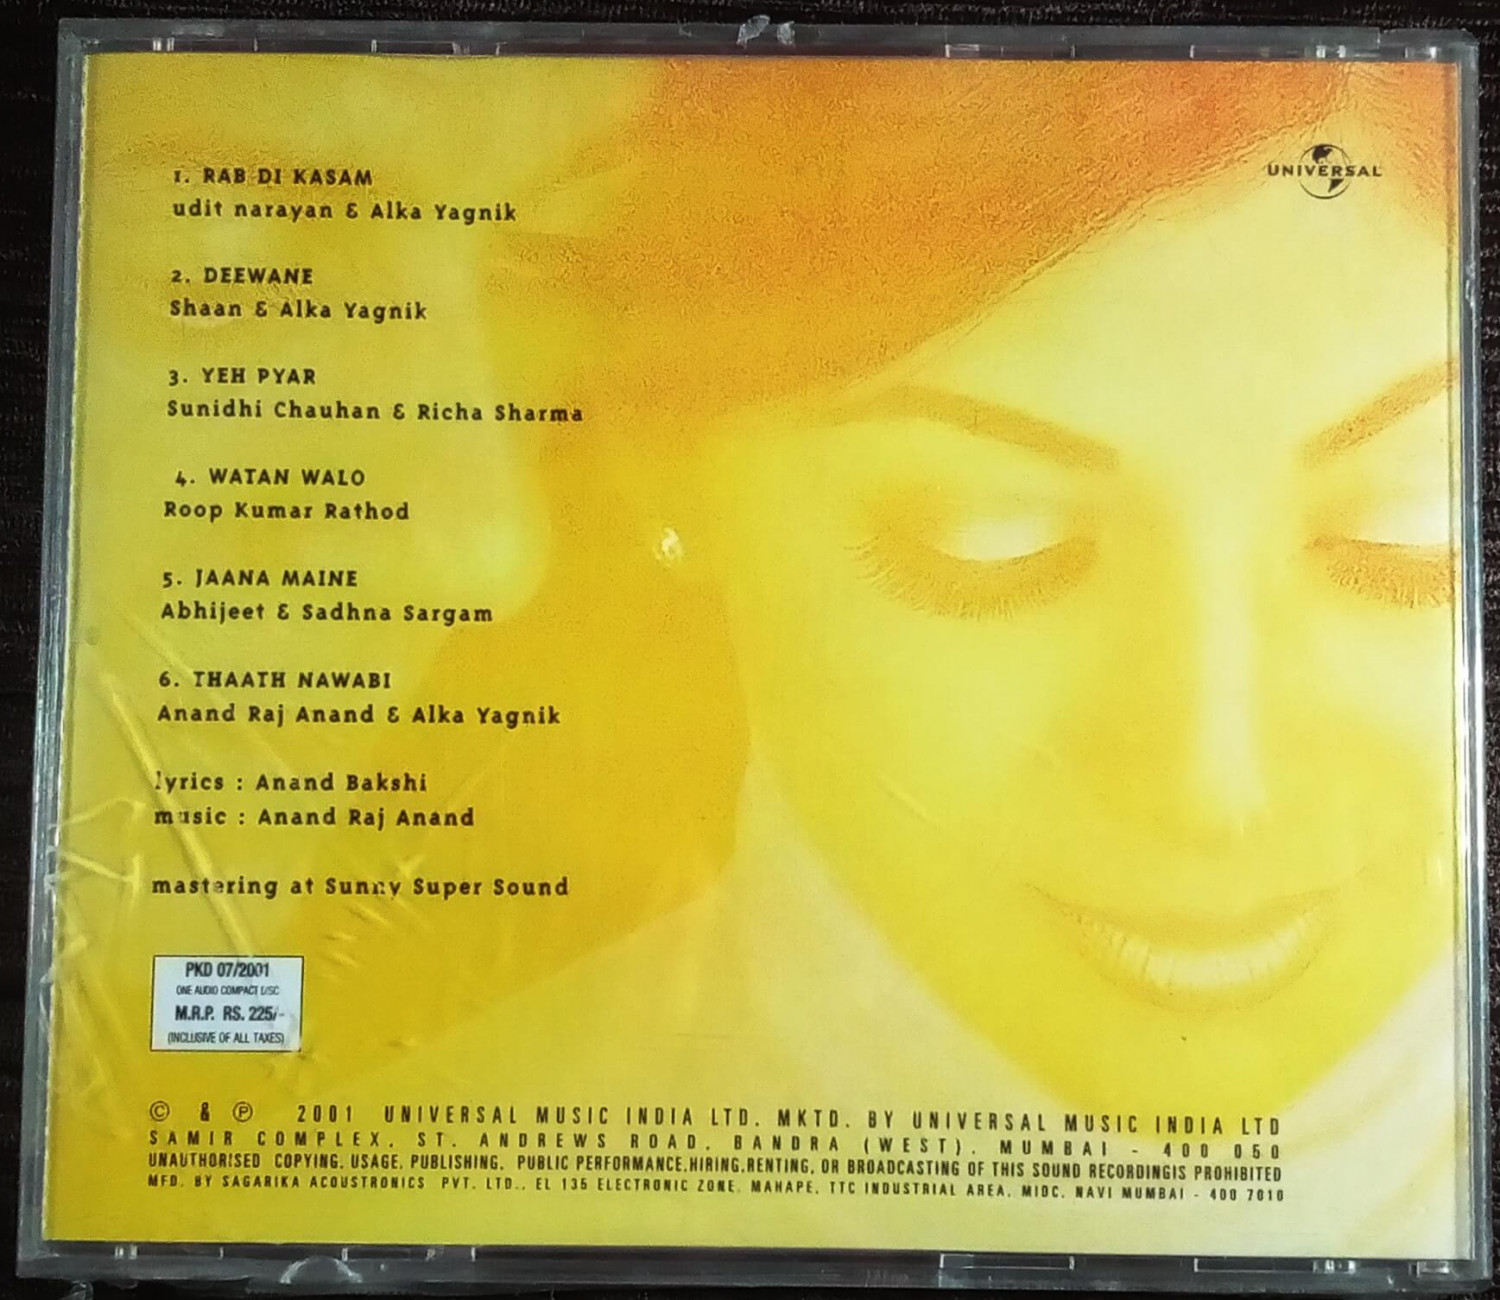 UNIVERSAL
1. RAB DI KASAM
udit narayan & Alka Yagnik
2. DEEWANE
Shaan & Alka Yagnik
3. YEH PYAR
Sunidhi Chauhan & Richa Sharma
4. WATAN WALO
Roop Kumar Rathod
5. JAANA MAINE
Abhijeet & Sadhna Sargam
6. THAATH NAWABI
Anand Raj Anand & Alka Yagnik
lyrics : Anand Bakshi
music : Anand Raj Anand
mastering at Sunny Super Sound
PKD 07/2001
ONE AUDIO COMPACT DISC
M.R.P. RS. 225/-
(INCLUSIVE OF ALL TAXES)
© & ℗ 2001 UNIVERSAL MUSIC INDIA LTD. MKTD. BY UNIVERSAL MUSIC INDIA LTD
SAMIR COMPLEX, ST. ANDREWS ROAD, BANDRA (WEST), MUMBAI - 400 050
UNAUTHORISED COPYING, USAGE, PUBLISHING, PUBLIC PERFORMANCE,HIRING,RENTING, OR BROADCASTING OF THIS SOUND RECORDINGIS PROHIBITED
MFD. BY SAGARIKA ACOUSTRONICS PVT. LTD., EL 135 ELECTRONIC ZONE, MAHAPE, TTC INDUSTRIAL AREA, MIDC, NAVI MUMBAI - 400 7010